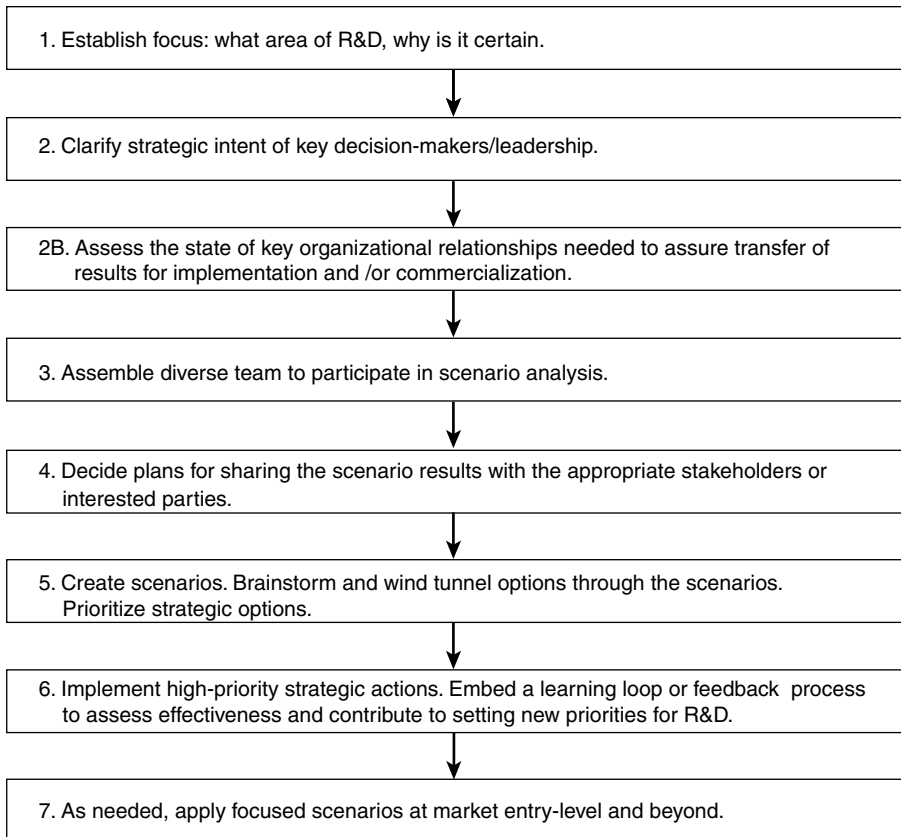 1. Establish focus: what area of R&D, why is it certain.
2. Clarify strategic intent of key decision-makers/leadership.
2B. Assess the state of key organizational relationships needed to assure transfer of
results for implementation and /or commercialization.
3. Assemble diverse team to participate in scenario analysis.
4. Decide plans for sharing the scenario results with the appropriate stakeholders or
interested parties.
5. Create scenarios. Brainstorm and wind tunnel options through the scenarios.
Prioritize strategic options.
6. Implement high-priority strategic actions. Embed a learning loop or feedback process
to assess effectiveness and contribute to setting new priorities for R&D.
7. As needed, apply focused scenarios at market entry-level and beyond.